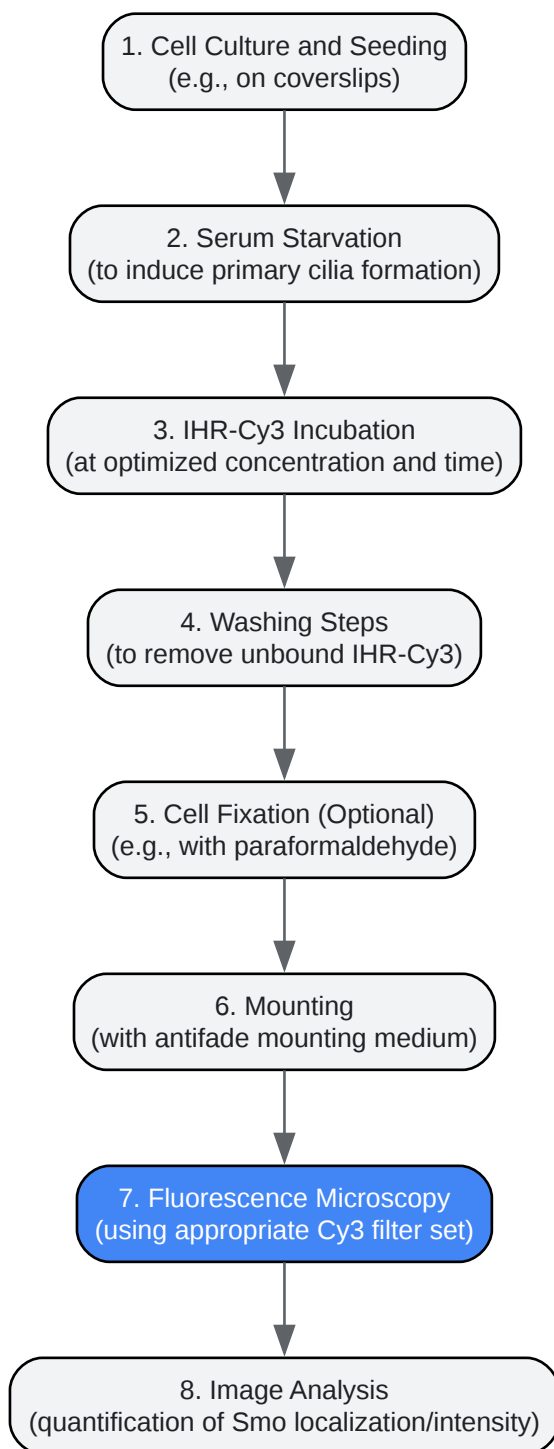 1. Cell Culture and Seeding
(e.g., on coverslips)
2. Serum Starvation
(to induce primary cilia formation)
3. IHR-Cy3 Incubation
(at optimized concentration and time)
4. Washing Steps
(to remove unbound IHR-Cy3)
5. Cell Fixation (Optional)
(e.g., with paraformaldehyde)
6. Mounting
(with antifade mounting medium)
7. Fluorescence Microscopy
(using appropriate Cy3 filter set)
8. Image Analysis
(quantification of Smo localization/intensity)